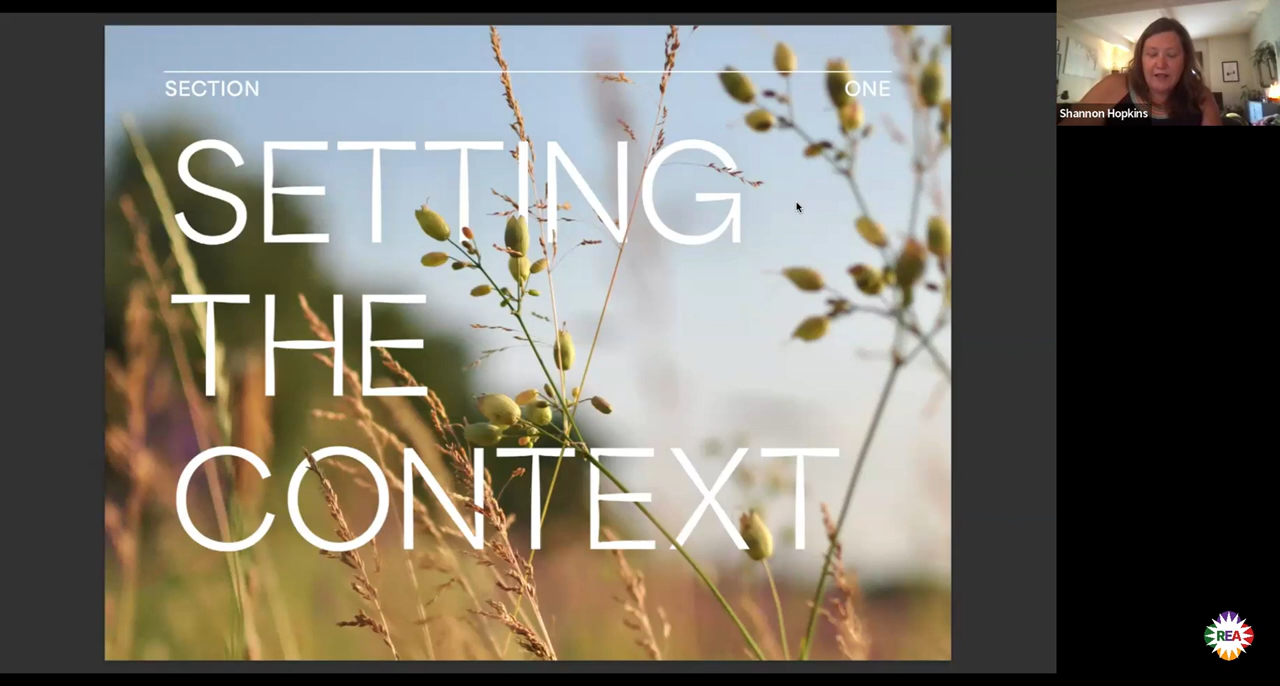 SECTION ONE
SETTING
THE
CONTEXT
Shannon Hopkins
REA